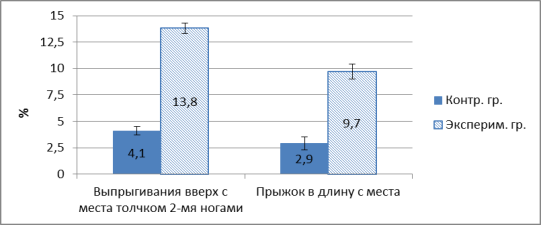 15
12,5
10
7,5
5
2,5
0
%
13,8
4,1
9,7
2,9
Выпрыгивания вверх с
места толчком 2-мя ногами
Прыжок в длину с места
Контр. гр.
Эксперим. гр.